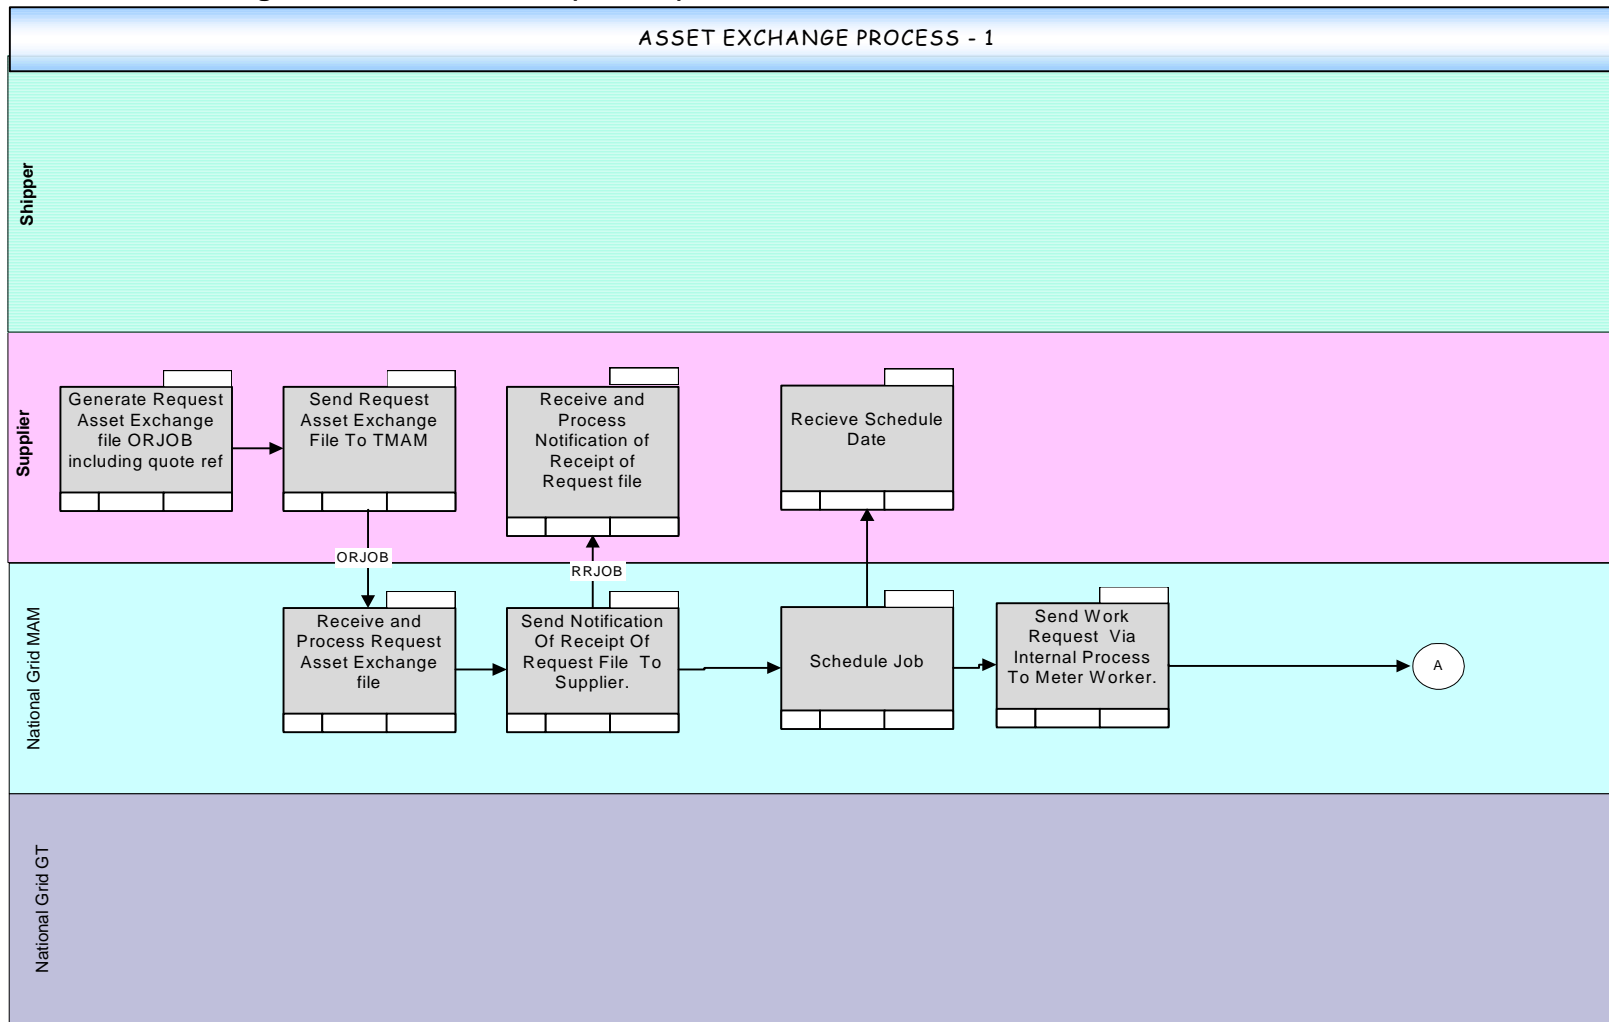 ASSET EXCHANGE PROCESS - 1
Shipper
Supplier
Generate Request
Asset Exchange
file ORJOB
including quote ref
Send Request
Asset Exchange
File To TMAM
Receive and
Process
Notification of
Receipt of
Request file
Recieve Schedule
Date
ORJOB
RRJOB
National Grid MAM
Receive and
Process Request
Asset Exchange
file
Send Notification
Of Receipt Of
Request File To
Supplier.
Schedule Job
Send Work
Request Via
Internal Process
To Meter Worker.
A
National Grid GT